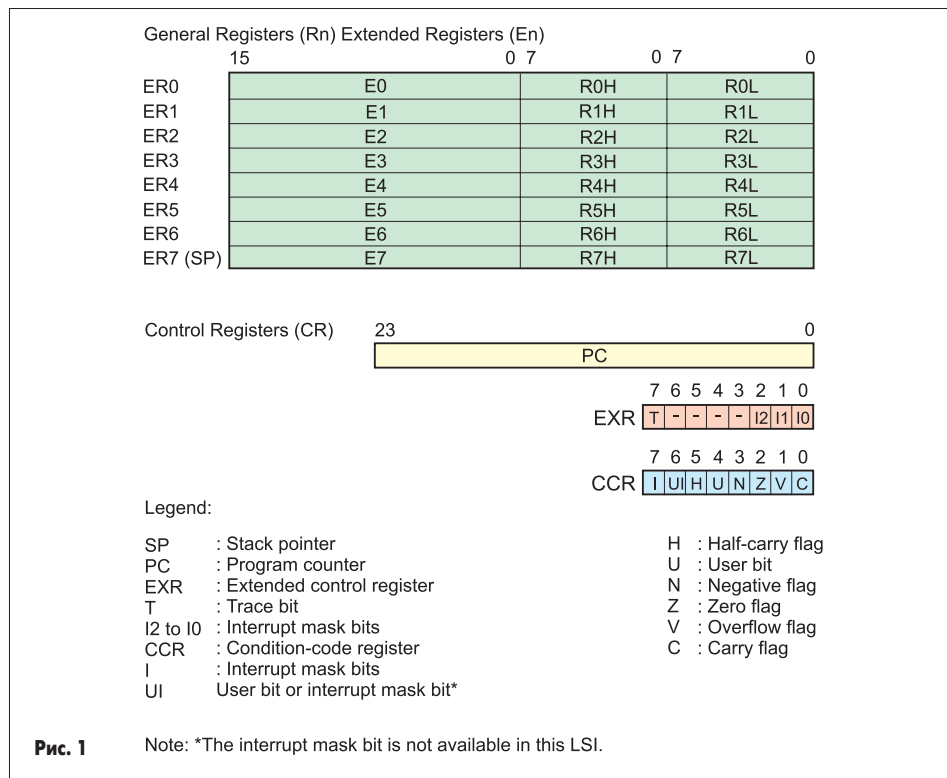 General Registers (Rn) Extended Registers (En)
15 0 7 0 7 0
ER0 E0 R0H R0L
ER1 E1 R1H R1L
ER2 E2 R2H R2L
ER3 E3 R3H R3L
ER4 E4 R4H R4L
ER5 E5 R5H R5L
ER6 E6 R6H R6L
ER7 (SP) E7 R7H R7L
Control Registers (CR) 23 0
PC
7 6 5 4 3 2 1 0
EXR T - - - - I2 I1 I0
7 6 5 4 3 2 1 0
CCR I UI H U N Z V C
Legend:
SP : Stack pointer H : Half-carry flag
PC : Program counter U : User bit
EXR : Extended control register N : Negative flag
T : Trace bit Z : Zero flag
I2 to I0 : Interrupt mask bits V : Overflow flag
CCR : Condition-code register C : Carry flag
I : Interrupt mask bits
UI User bit or interrupt mask bit*
Рис. 1 Note: *The interrupt mask bit is not available in this LSI.